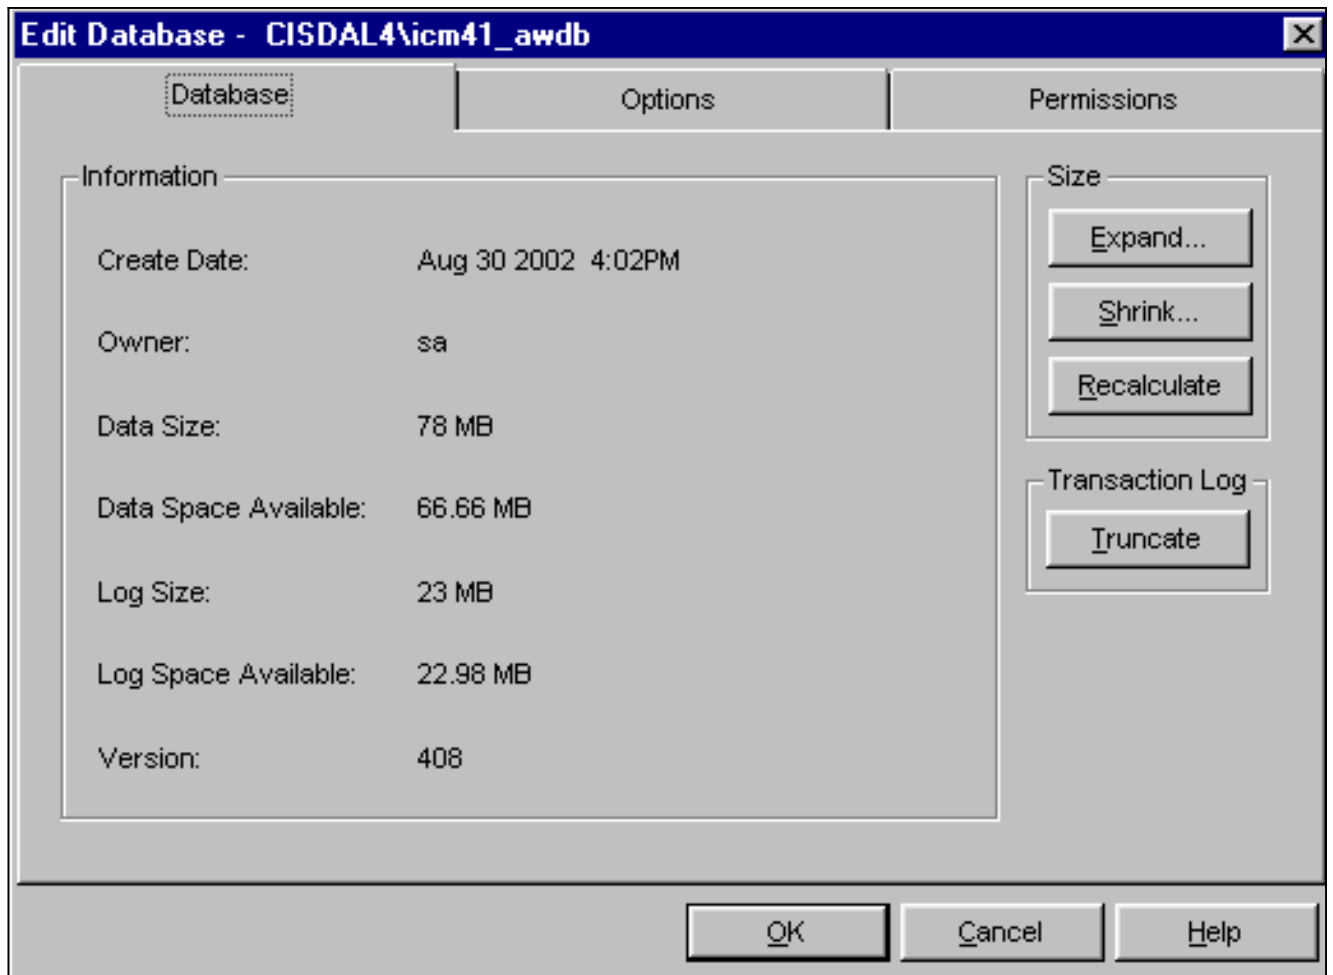 Edit Database - CISDAL4\icm41_awdb
Database Options Permissions
Information
Create Date: Aug 30 2002 4:02PM
Owner: sa
Data Size: 78 MB
Data Space Available: 66.66 MB
Log Size: 23 MB
Log Space Available: 22.98 MB
Version: 408
Size
Expand...
Shrink...
Recalculate
Transaction Log
Truncate
OK Cancel Help